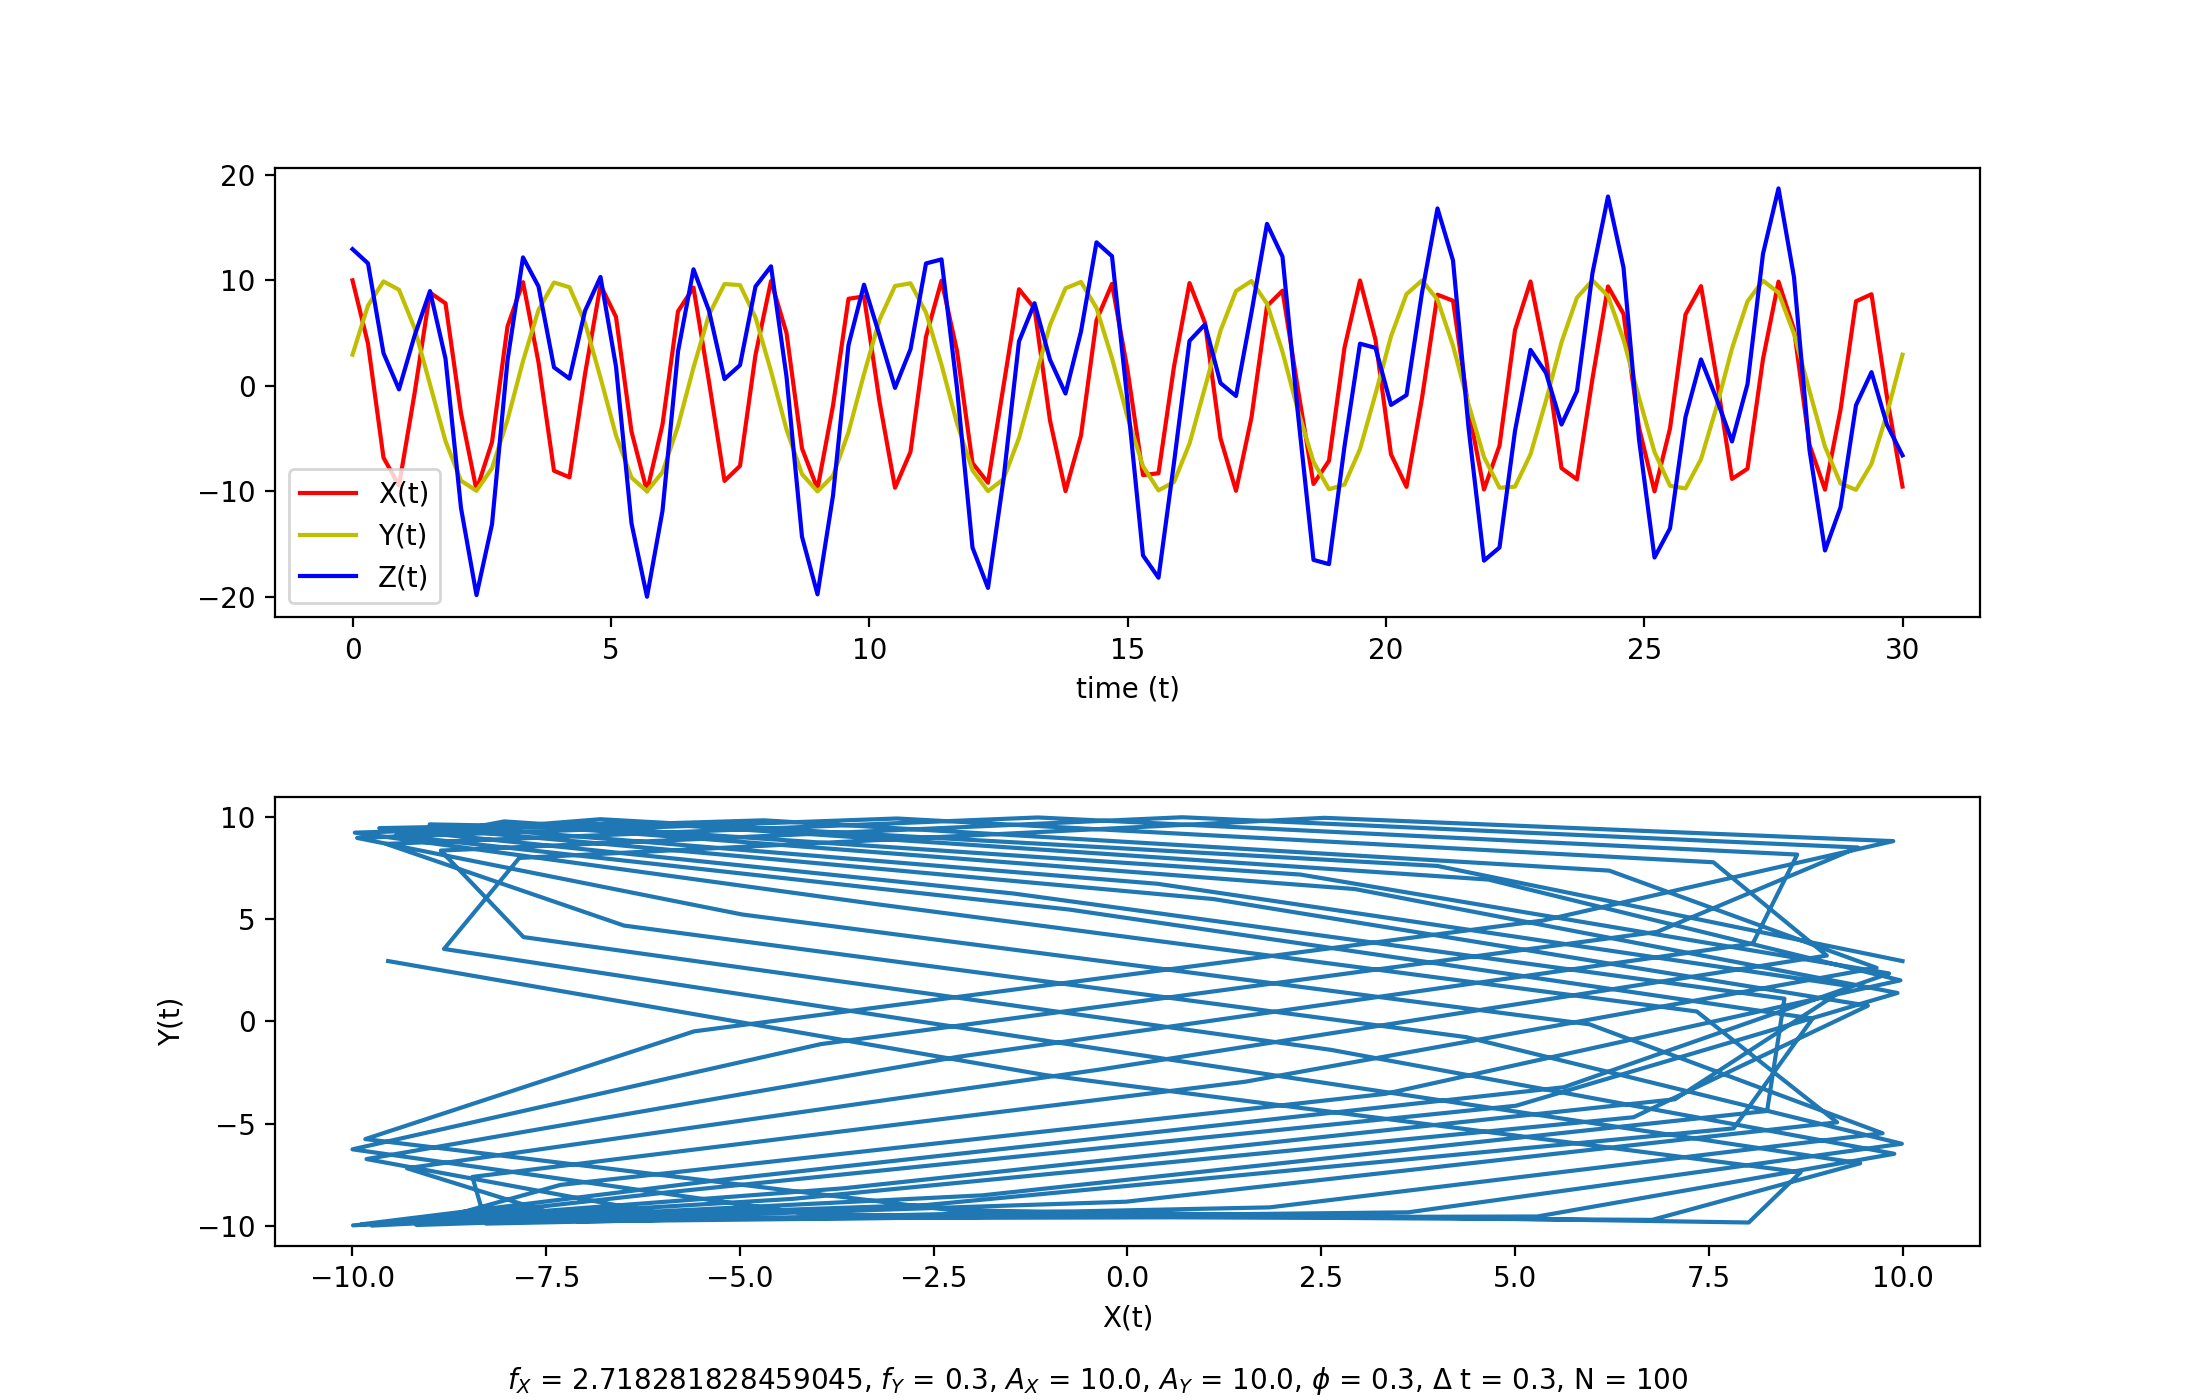 20
10
0
−10
−20
X(t)
Y(t)
Z(t)
0 5 10 15 20 25 30
time (t)
10
5
0
−5
−10
Y(t)
−10.0 −7.5 −5.0 −2.5 0.0 2.5 5.0 7.5 10.0
X(t)
f_X = 2.718281828459045, f_Y = 0.3, A_X = 10.0, A_Y = 10.0, ϕ = 0.3, Δ t = 0.3, N = 100